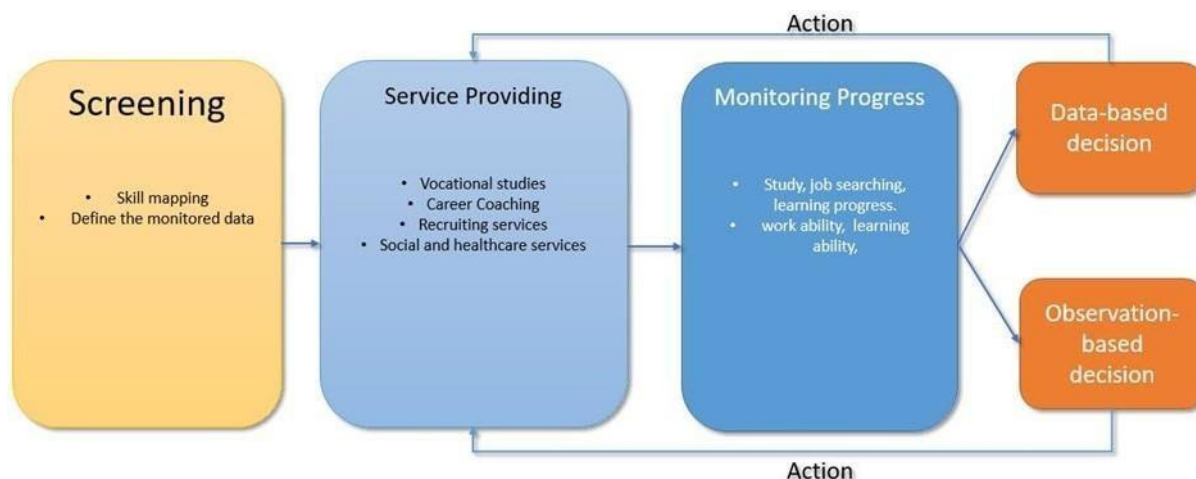 Action
Screening
• Skill mapping
• Define the monitored data
Service Providing
• Vocational studies
• Career Coaching
• Recruiting services
• Social and healthcare services
Monitoring Progress
• Study, job searching,
learning progress.
• work ability, learning
ability,
Data-based
decision
Observation-
based
decision
Action